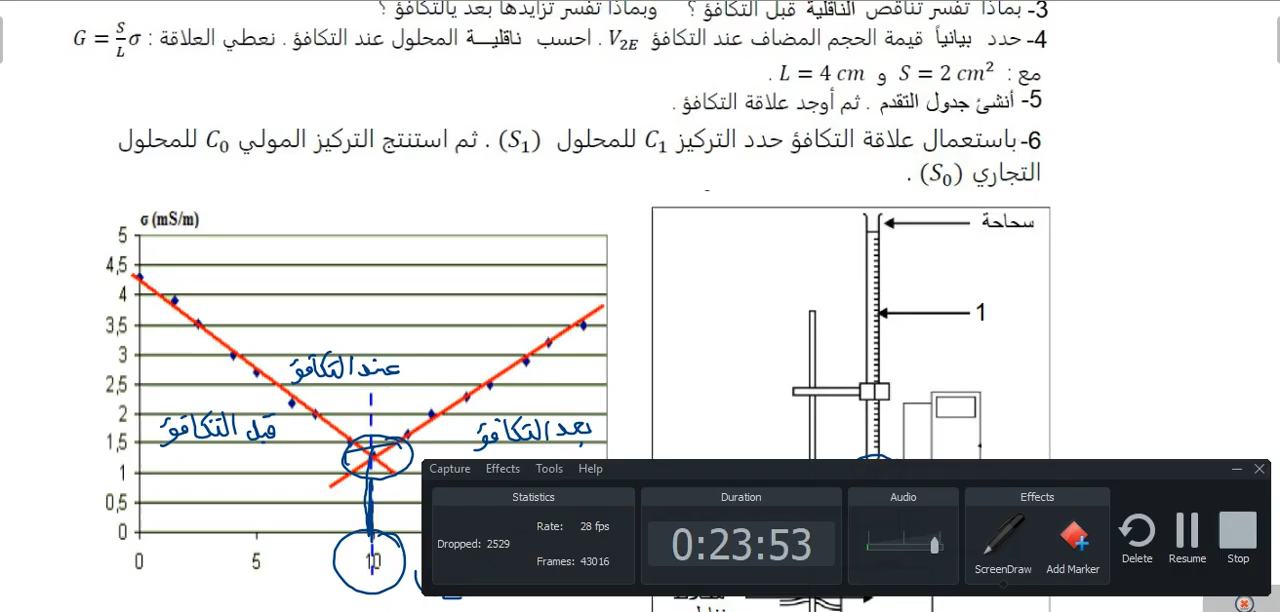 3- بماذا تفسر تناقص الناقلية قبل التكافؤ ؟ وبماذا تفسر تزايدها بعد يالتكافؤ ؟
4- حدد بيانياً قيمة الحجم المضاف عند التكافؤ V2E . احسب ناقليـــة المحلول عند التكافؤ . نعطي العلاقة : G = S/L σ
مع : S = 2 cm² و L = 4 cm .
5- أنشئ جدول التقدم . ثم أوجد علاقة التكافؤ .
6- باستعمال علاقة التكافؤ حدد التركيز C1 للمحلول (S1) . ثم استنتج التركيز المولي C0 للمحلول
التجاري (S0) .
σ (mS/m)
5
4,5
4
3,5
3
2,5
2
1,5
1
0,5
0
0 5 10
عند التكافؤ
قبل التكافؤ
بعد التكافؤ
سحاحة
1
Capture Effects Tools Help
Statistics
Dropped: 2529
Rate: 28 fps
Frames: 43016
Duration
0:23:53
Audio
Effects
ScreenDraw
Add Marker
Delete
Resume
Stop